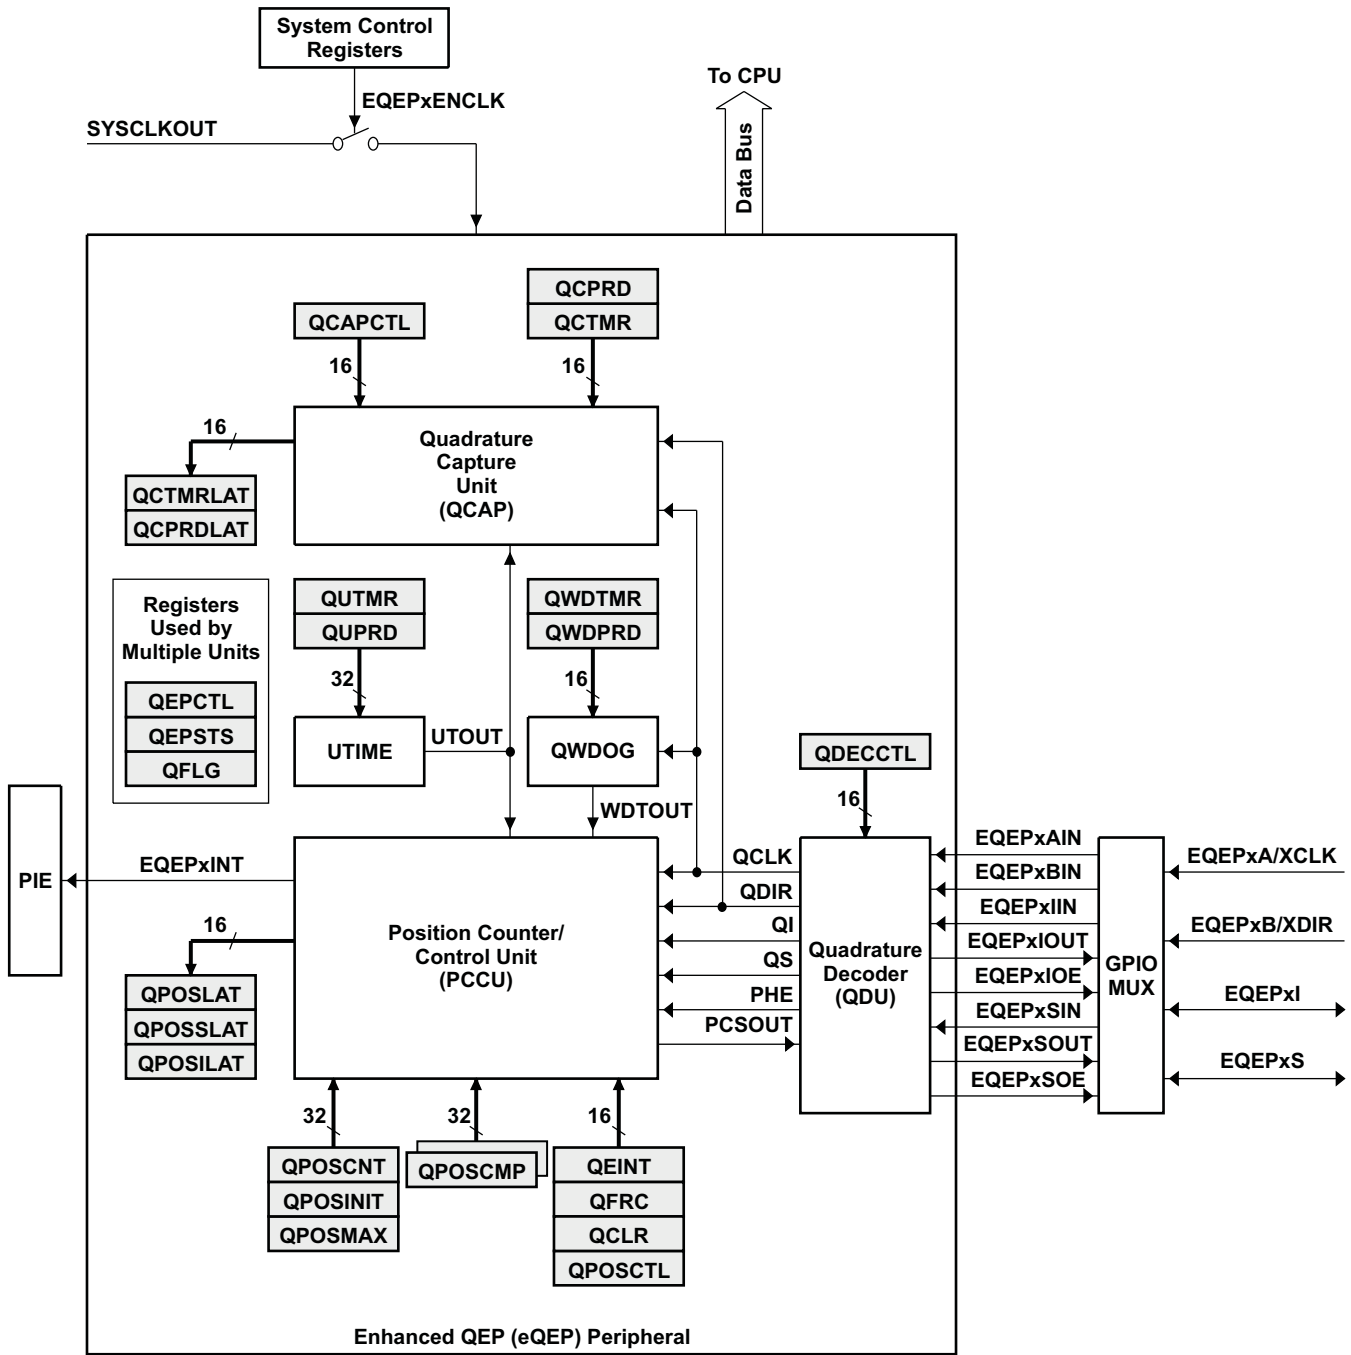 System Control
Registers
To CPU
EQEPxENCLK
SYSCLKOUT
Data Bus
QCPRD
QCAPCTL
QCTMR
16
16
16
Quadrature
Capture
Unit
(QCAP)
QCTMRLAT
QCPRDLAT
Registers
Used by
Multiple Units
QEPCTL
QEPSTS
QFLG
QUTMR
QUPRD
QWDTMR
QWDPRD
32
16
UTIME
UTOUT
QWDOG
QDECCTL
WDTOUT
16
PIE
EQEPxINT
16
Position Counter/
Control Unit
(PCCU)
QCLK
QDIR
QI
QS
PHE
PCSOUT
Quadrature
Decoder
(QDU)
EQEPxAIN
EQEPxBIN
EQEPxIIN
EQEPxIOUT
EQEPxIOE
EQEPxSIN
EQEPxSOUT
EQEPxSOE
GPIO
MUX
EQEPxA/XCLK
EQEPxB/XDIR
EQEPxI
EQEPxS
QPOSLAT
QPOSSLAT
QPOSILAT
32
32
16
QPOSCNT
QPOSINIT
QPOSMAX
QPOSCMP
QEINT
QFRC
QCLR
QPOSCTL
Enhanced QEP (eQEP) Peripheral